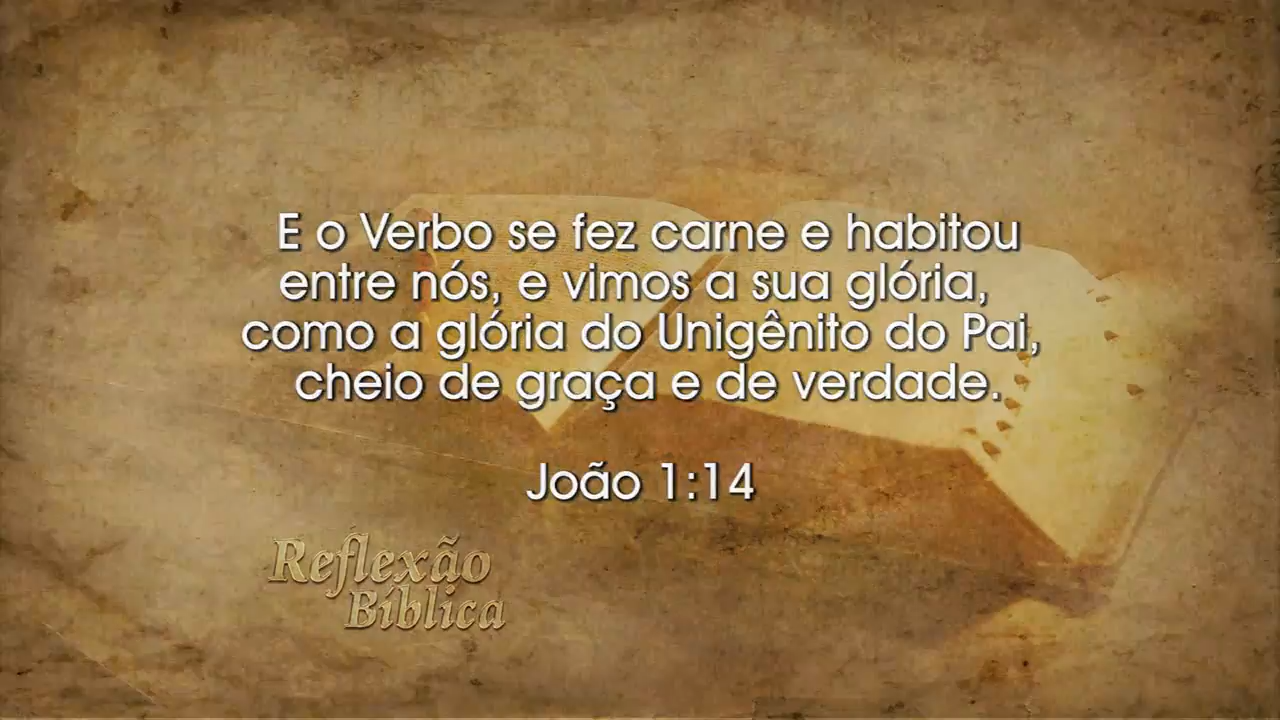 E o Verbo se fez carne e habitou
entre nós, e vimos a sua glória,
como a glória do Unigênito do Pai,
cheio de graça e de verdade.
João 1:14
Reflexão
Bíblica